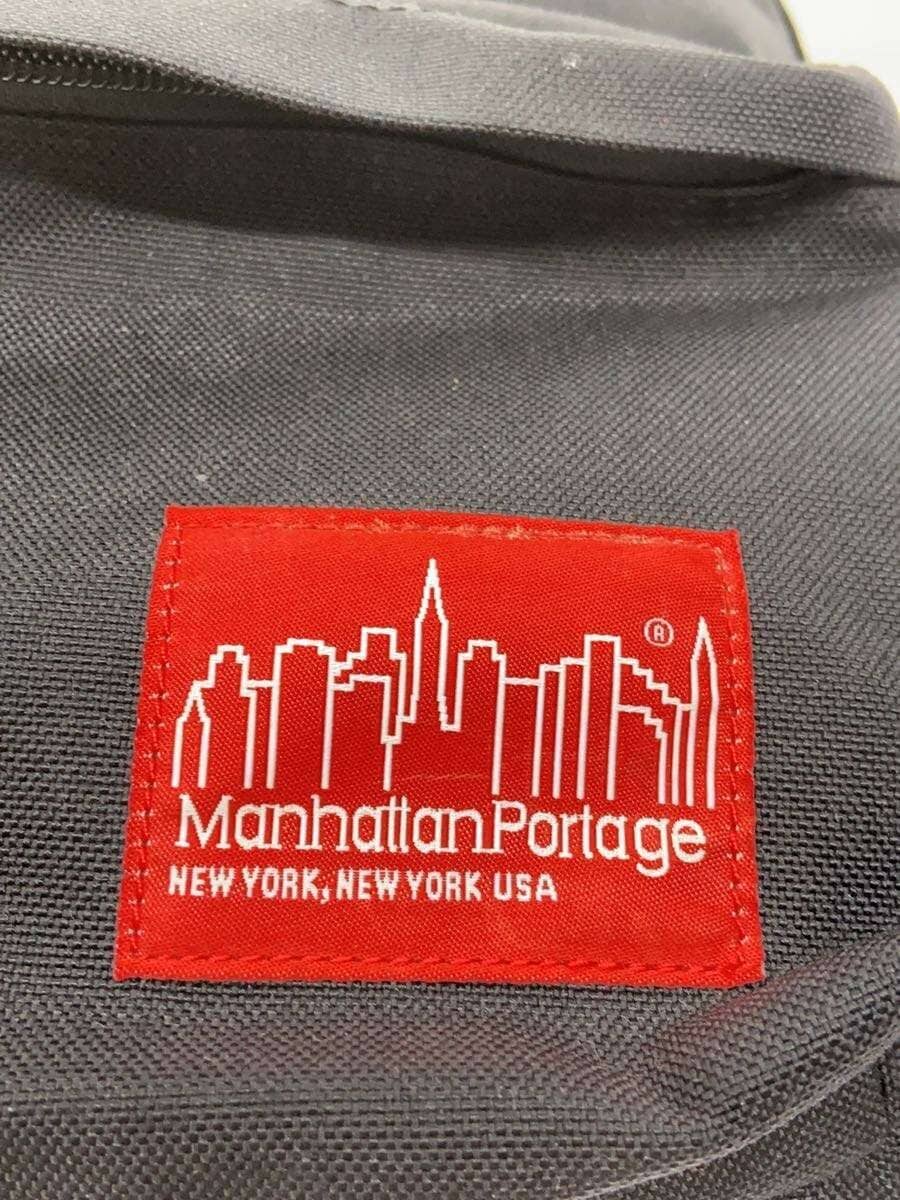 ®
ManhattanPortage
NEW YORK, NEW YORK USA